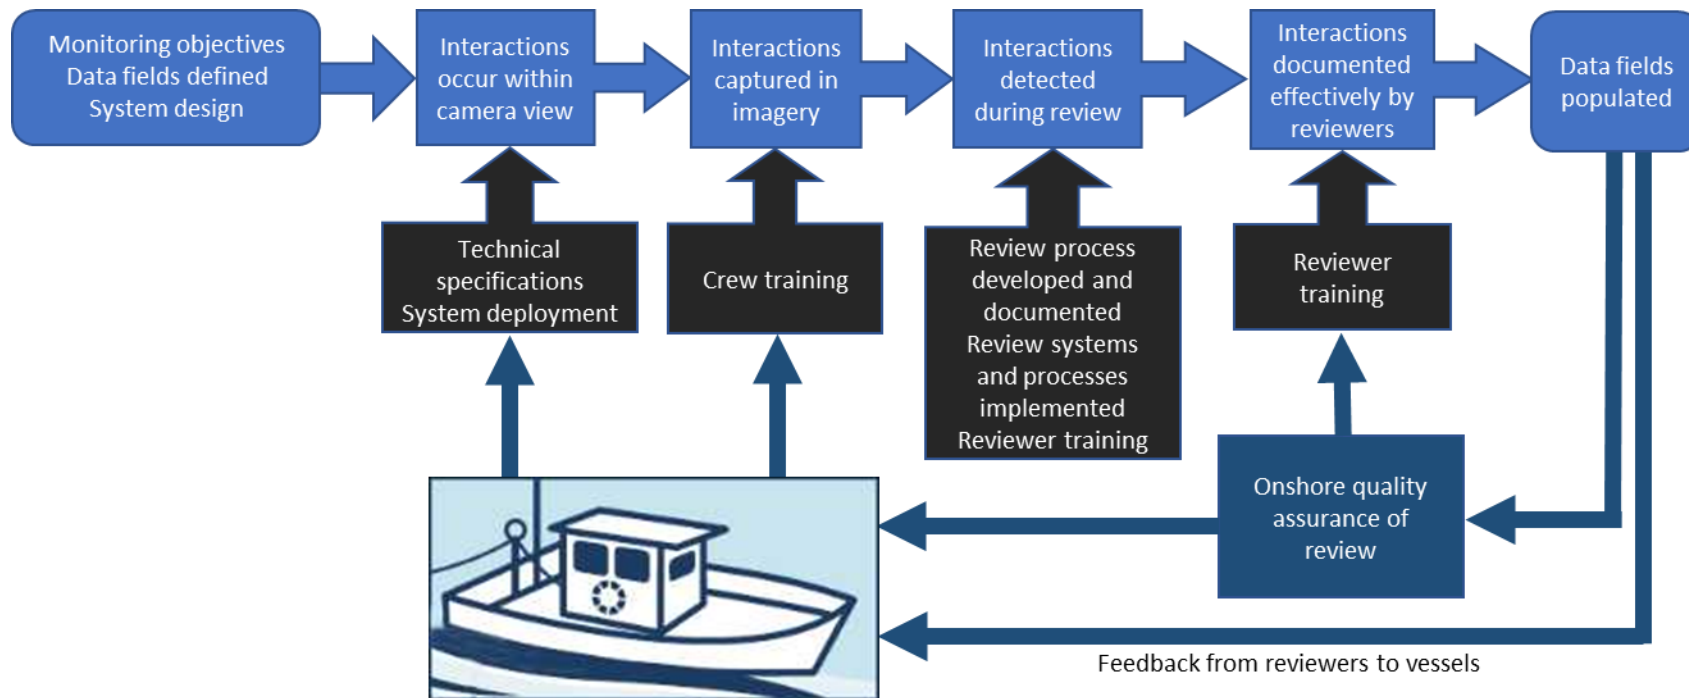 Monitoring objectives
Data fields defined
System design
Interactions
occur within
camera view
Interactions
captured in
imagery
Interactions
detected
during review
Interactions
documented
effectively by
reviewers
Data fields
populated
Technical
specifications
System deployment
Crew training
Review process
developed and
documented
Review systems
and processes
implemented
Reviewer training
Reviewer
training
Onshore quality
assurance of
review
Feedback from reviewers to vessels